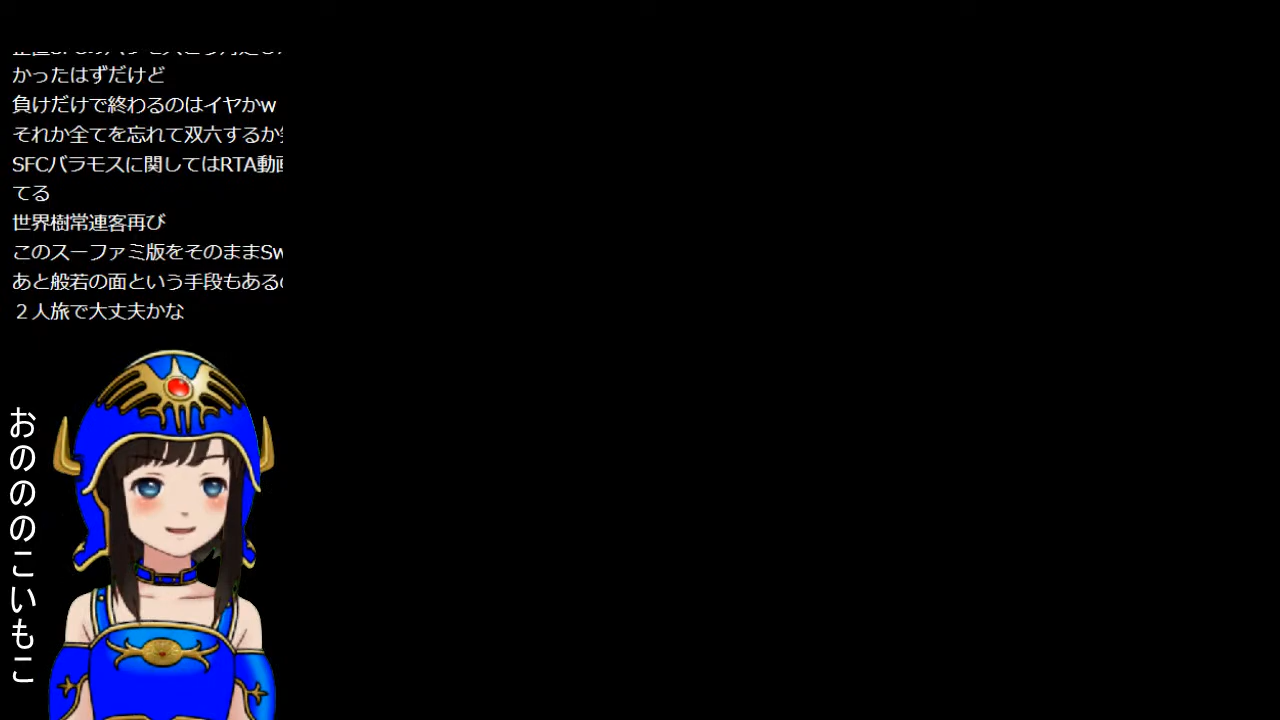 かったはずだけど
負けだけで終わるのはイヤかw
それか全てを忘れて双六するか
SFCバラモスに関してはRTA動画
てる
世界樹常連客再び
このスーファミ版をそのままSw
あと般若の面という手段もある
２人旅で大丈夫かな
おののこいもこ